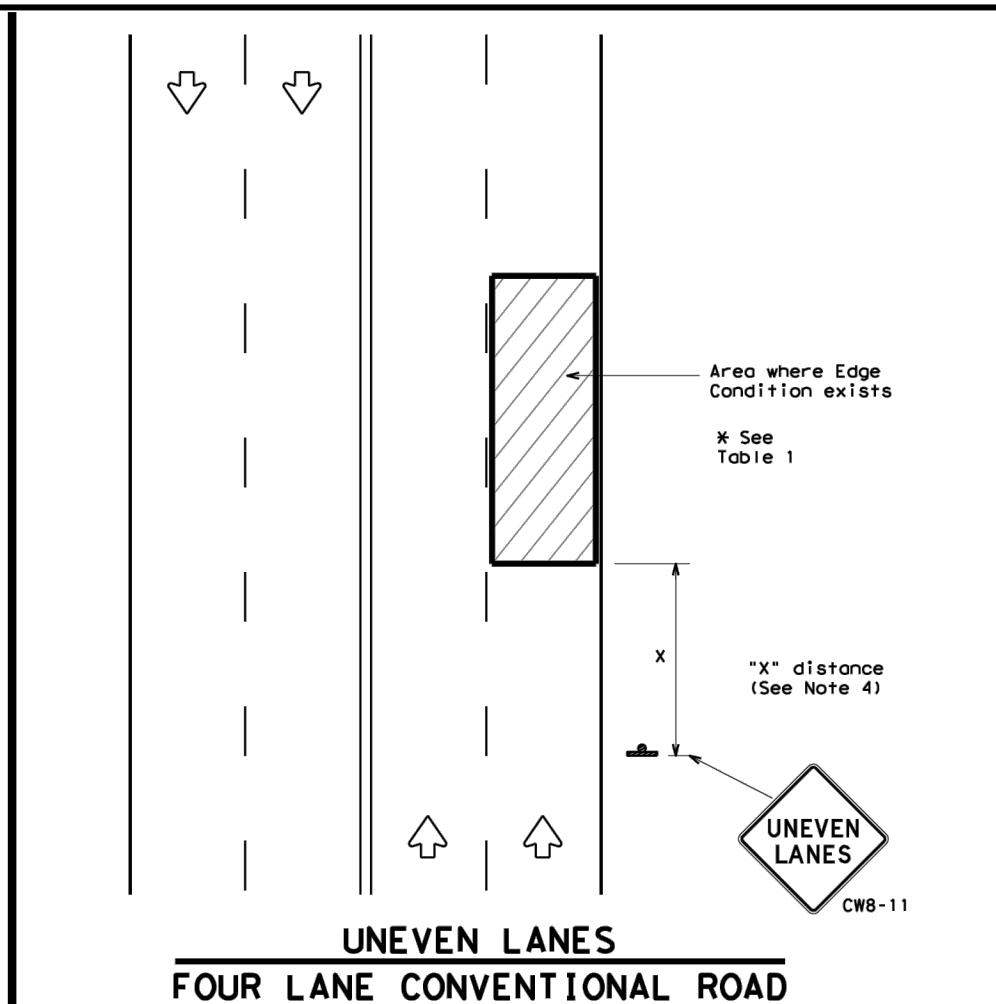 Area where Edge
Condition exists
* See
Table 1
X
"X" distance
(See Note 4)
UNEVEN
LANES
CW8-11
UNEVEN LANES
FOUR LANE CONVENTIONAL ROAD